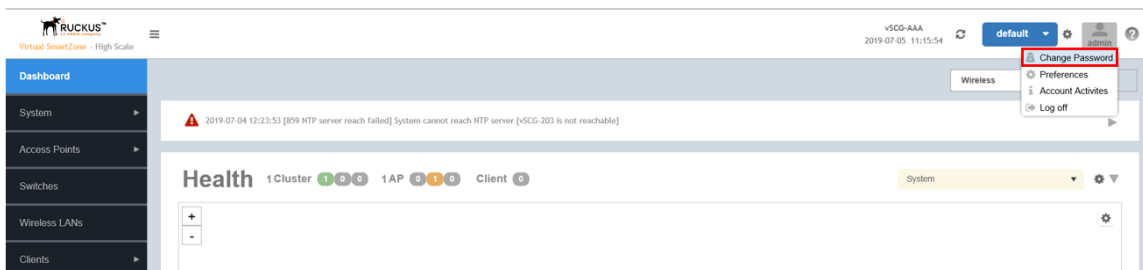 RUCKUS™
Virtual SmartZone - High Scale
vSCG-AAA
2019-07-05 11:15:54
default
admin
Change Password
Preferences
Account Activites
Log off
Dashboard
System
Access Points
Switches
Wireless LANs
Clients
Wireless
2019-07-04 12:23:53 [859 NTP server reach failed] System cannot reach NTP server [vSCG-203 is not reachable]
Health 1 Cluster 1 0 0 1 AP 0 1 0 Client 0
System
+
-